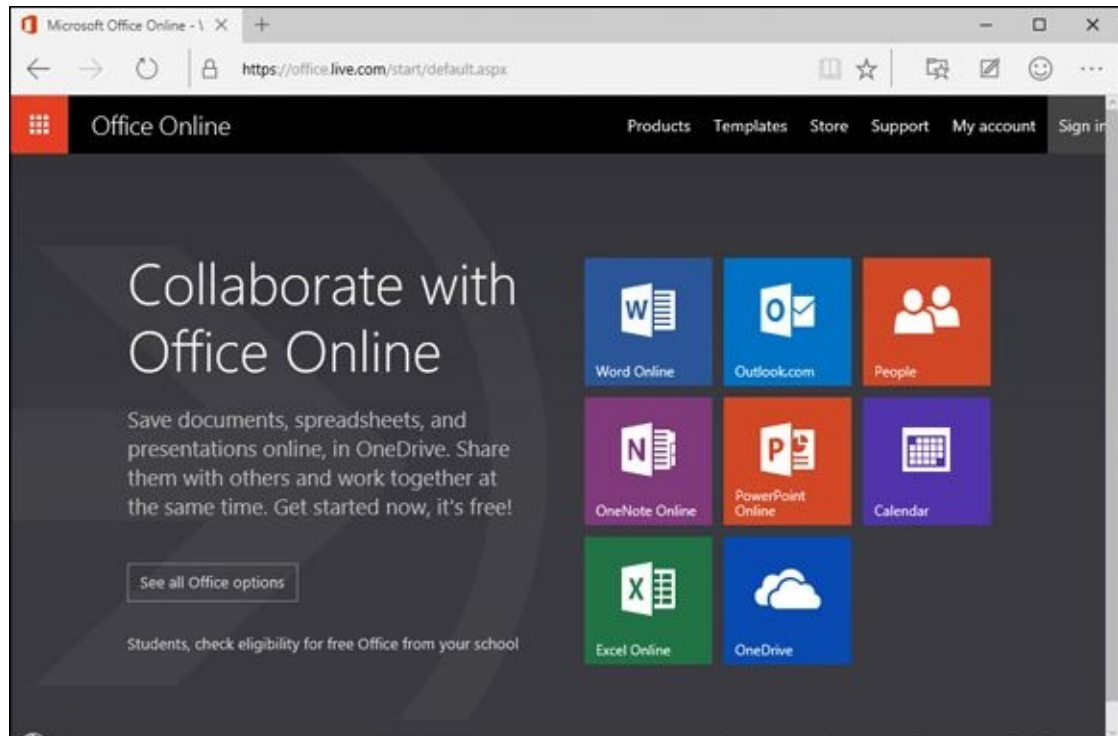 Microsoft Office Online - \
https://office.live.com/start/default.aspx
Office Online
Products Templates Store Support My account Sign in
Collaborate with
Office Online
Save documents, spreadsheets, and
presentations online, in OneDrive. Share
them with others and work together at
the same time. Get started now, it's free!
See all Office options
Students, check eligibility for free Office from your school
W
Word Online
O
Outlook.com
People
N
OneNote Online
P
PowerPoint
Online
Calendar
X
Excel Online
OneDrive